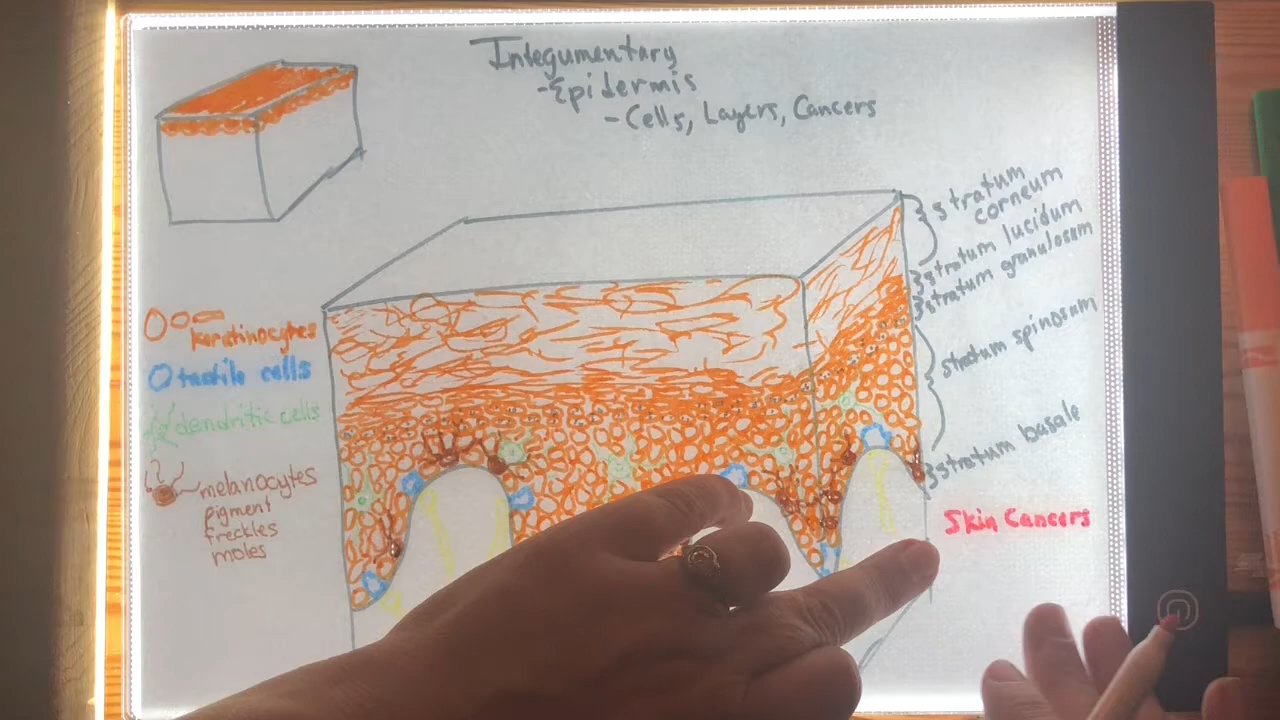 Integumentary
-Epidermis
-Cells, Layers, Cancers
stratum
corneum
stratum lucidum
stratum granulosum
stratum spinosum
stratum basale
keratinocytes
tactile cells
dendritic cells
melanocytes
pigment
freckles
moles
Skin Cancers